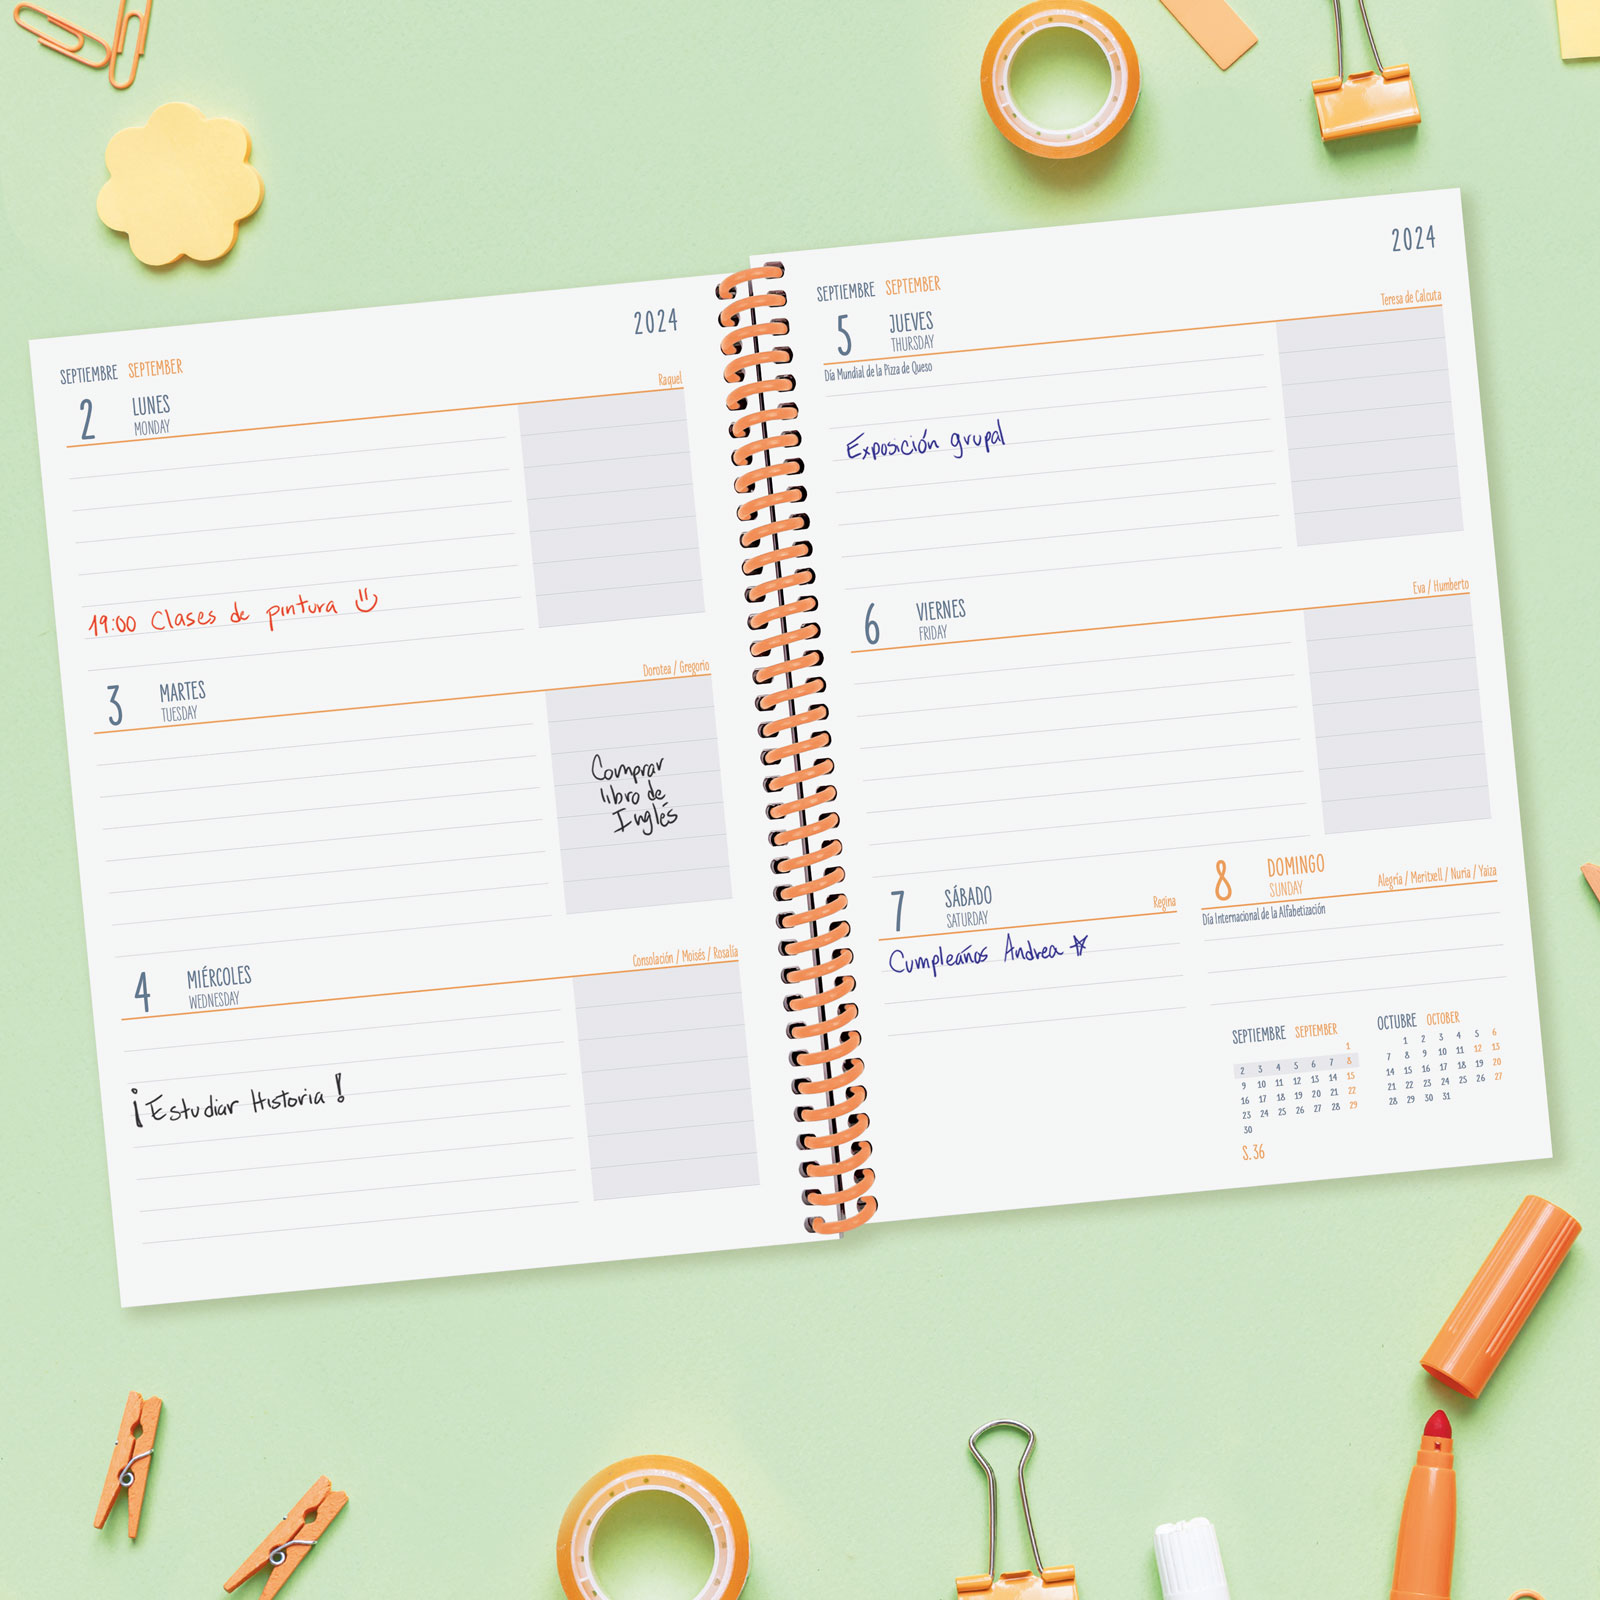 2024
SEPTIEMBRE SEPTEMBER
2 LUNES
MONDAY
Raquel
19:00 Clases de pintura
3 MARTES
TUESDAY
Dorotea / Gregorio
Comprar
libro de
Inglés
4 MIÉRCOLES
WEDNESDAY
Consolación / Moisés / Rosalía
¡Estudiar Historia!
2024
SEPTIEMBRE SEPTEMBER
5 JUEVES
THURSDAY
Teresa de Calcuta
Día Mundial de la Pizza de Queso
Exposición grupal
6 VIERNES
FRIDAY
Eva / Humberto
7 SÁBADO
SATURDAY
Regina
Cumpleaños Andrea
8 DOMINGO
SUNDAY
Alegría / Meritxell / Nuria / Yaiza
Día Internacional de la Alfabetización
SEPTIEMBRE SEPTEMBER
1
2 3 4 5 6 7 8
9 10 11 12 13 14 15
16 17 18 19 20 21 22
23 24 25 26 27 28 29
30
S. 36
OCTUBRE OCTOBER
1 2 3 4 5 6
7 8 9 10 11 12 13
14 15 16 17 18 19 20
21 22 23 24 25 26 27
28 29 30 31